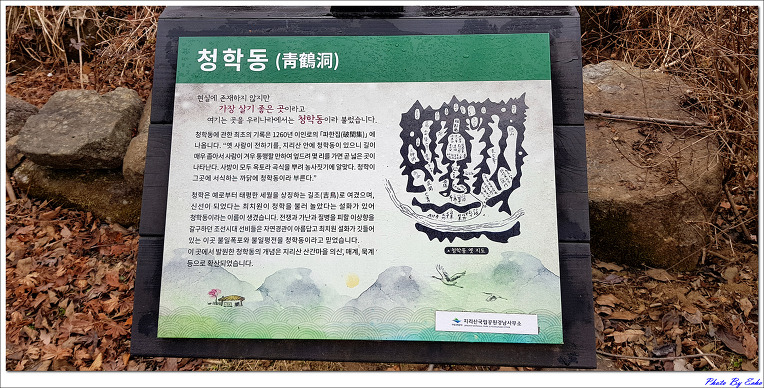 청학동 (靑鶴洞)
현실에 존재하지 않지만
가장 살기 좋은 곳이라고
여기는 곳을 우리나라에서는 청학동이라 불렀습니다.
청학동에 관한 최초의 기록은 1260년 이인로의 「파한집(破閑集)」에
나옵니다. “옛 사람이 전하기를, 지리산 안에 청학동이 있으니 길이
매우 좁아서 사람이 겨우 통행할 만하여 엎드려 몇 리를 가면 곧 넓은 곳이
나타난다. 사방이 모두 옥토라 곡식을 뿌려 농사짓기에 알맞다. 청학이
그곳에 서식하는 까닭에 청학동이라 부른다.”
청학은 예로부터 태평한 세월을 상징하는 길조(吉鳥)로 여겼으며,
신선이 되었다는 최치원이 청학을 불러 놀았다는 설화가 있어
청학동이라는 이름이 생겼습니다. 전쟁과 가난과 질병을 피할 이상향을
갈구하던 조선시대 선비들은 자연경관이 아름답고 최치원 설화가 깃들어
있는 이곳 불일폭포와 불일평전을 청학동이라고 믿었습니다.
이 곳에서 발원한 청학동의 개념은 지리산 산간마을 의신, 매계, 묵계
등으로 확산되었습니다.
청학동 옛 지도
지리산국립공원경남사무소
Photo By Echo